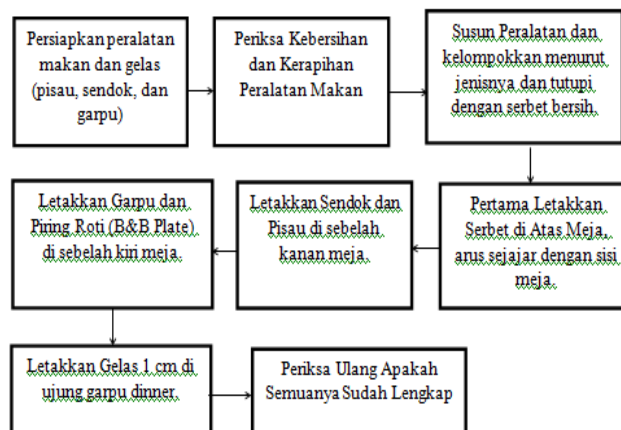 Persiapkan peralatan
makan dan gelas
(pisau, sendok, dan
garpu)
Periksa Kebersihan
dan Kerapihan
Peralatan Makan
Susun Peralatan dan
kelompokkan menurut
jenisnya dan tutupi
dengan serbet bersih.
Pertama Letakkan
Serbet di Atas Meja,
arus sejajar dengan sisi
meja.
Letakkan Sendok dan
Pisau di sebelah
kanan meja.
Letakkan Garpu dan
Piring Roti (B&B Plate)
di sebelah kiri meja.
Letakkan Gelas 1 cm di
ujung garpu dinner.
Periksa Ulang Apakah
Semuanya Sudah Lengkap